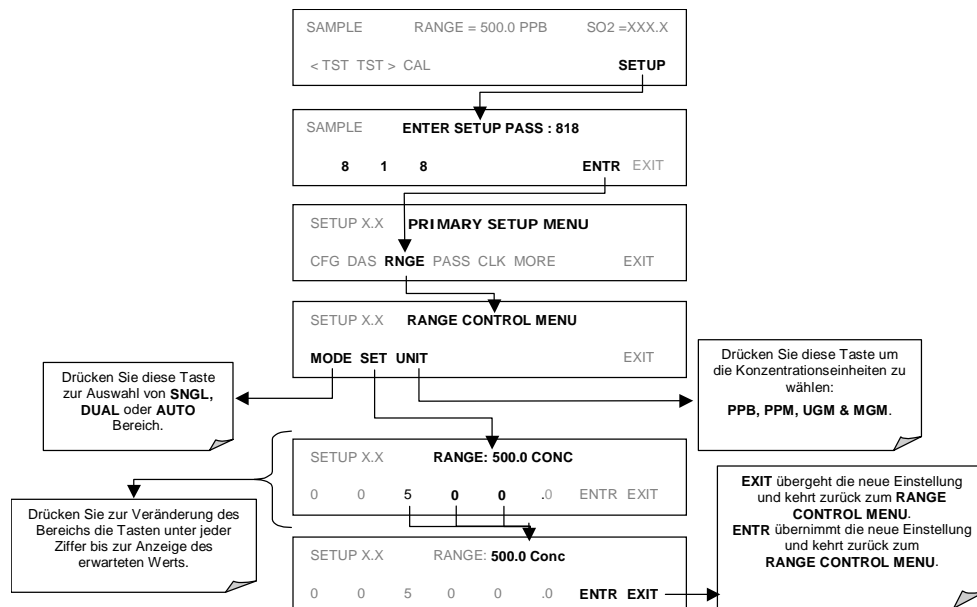 SAMPLE RANGE = 500.0 PPB SO2 =XXX.X
< TST TST > CAL SETUP
SAMPLE ENTER SETUP PASS : 818
8 1 8 ENTR EXIT
SETUP X.X PRIMARY SETUP MENU
CFG DAS RNGE PASS CLK MORE EXIT
SETUP X.X RANGE CONTROL MENU
MODE SET UNIT EXIT
Drücken Sie diese Taste
zur Auswahl von SNGL,
DUAL oder AUTO
Bereich.
Drücken Sie diese Taste um
die Konzentrationseinheiten zu
wählen:
PPB, PPM, UGM & MGM.
SETUP X.X RANGE: 500.0 CONC
0 0 5 0 0 .0 ENTR EXIT
Drücken Sie zur Veränderung des
Bereichs die Tasten unter jeder
Ziffer bis zur Anzeige des
erwarteten Werts.
SETUP X.X RANGE: 500.0 Conc
0 0 5 0 0 .0 ENTR EXIT
EXIT übergeht die neue Einstellung
und kehrt zurück zum RANGE
CONTROL MENU.
ENTR übernimmt die neue Einstellung
und kehrt zurück zum
RANGE CONTROL MENU.